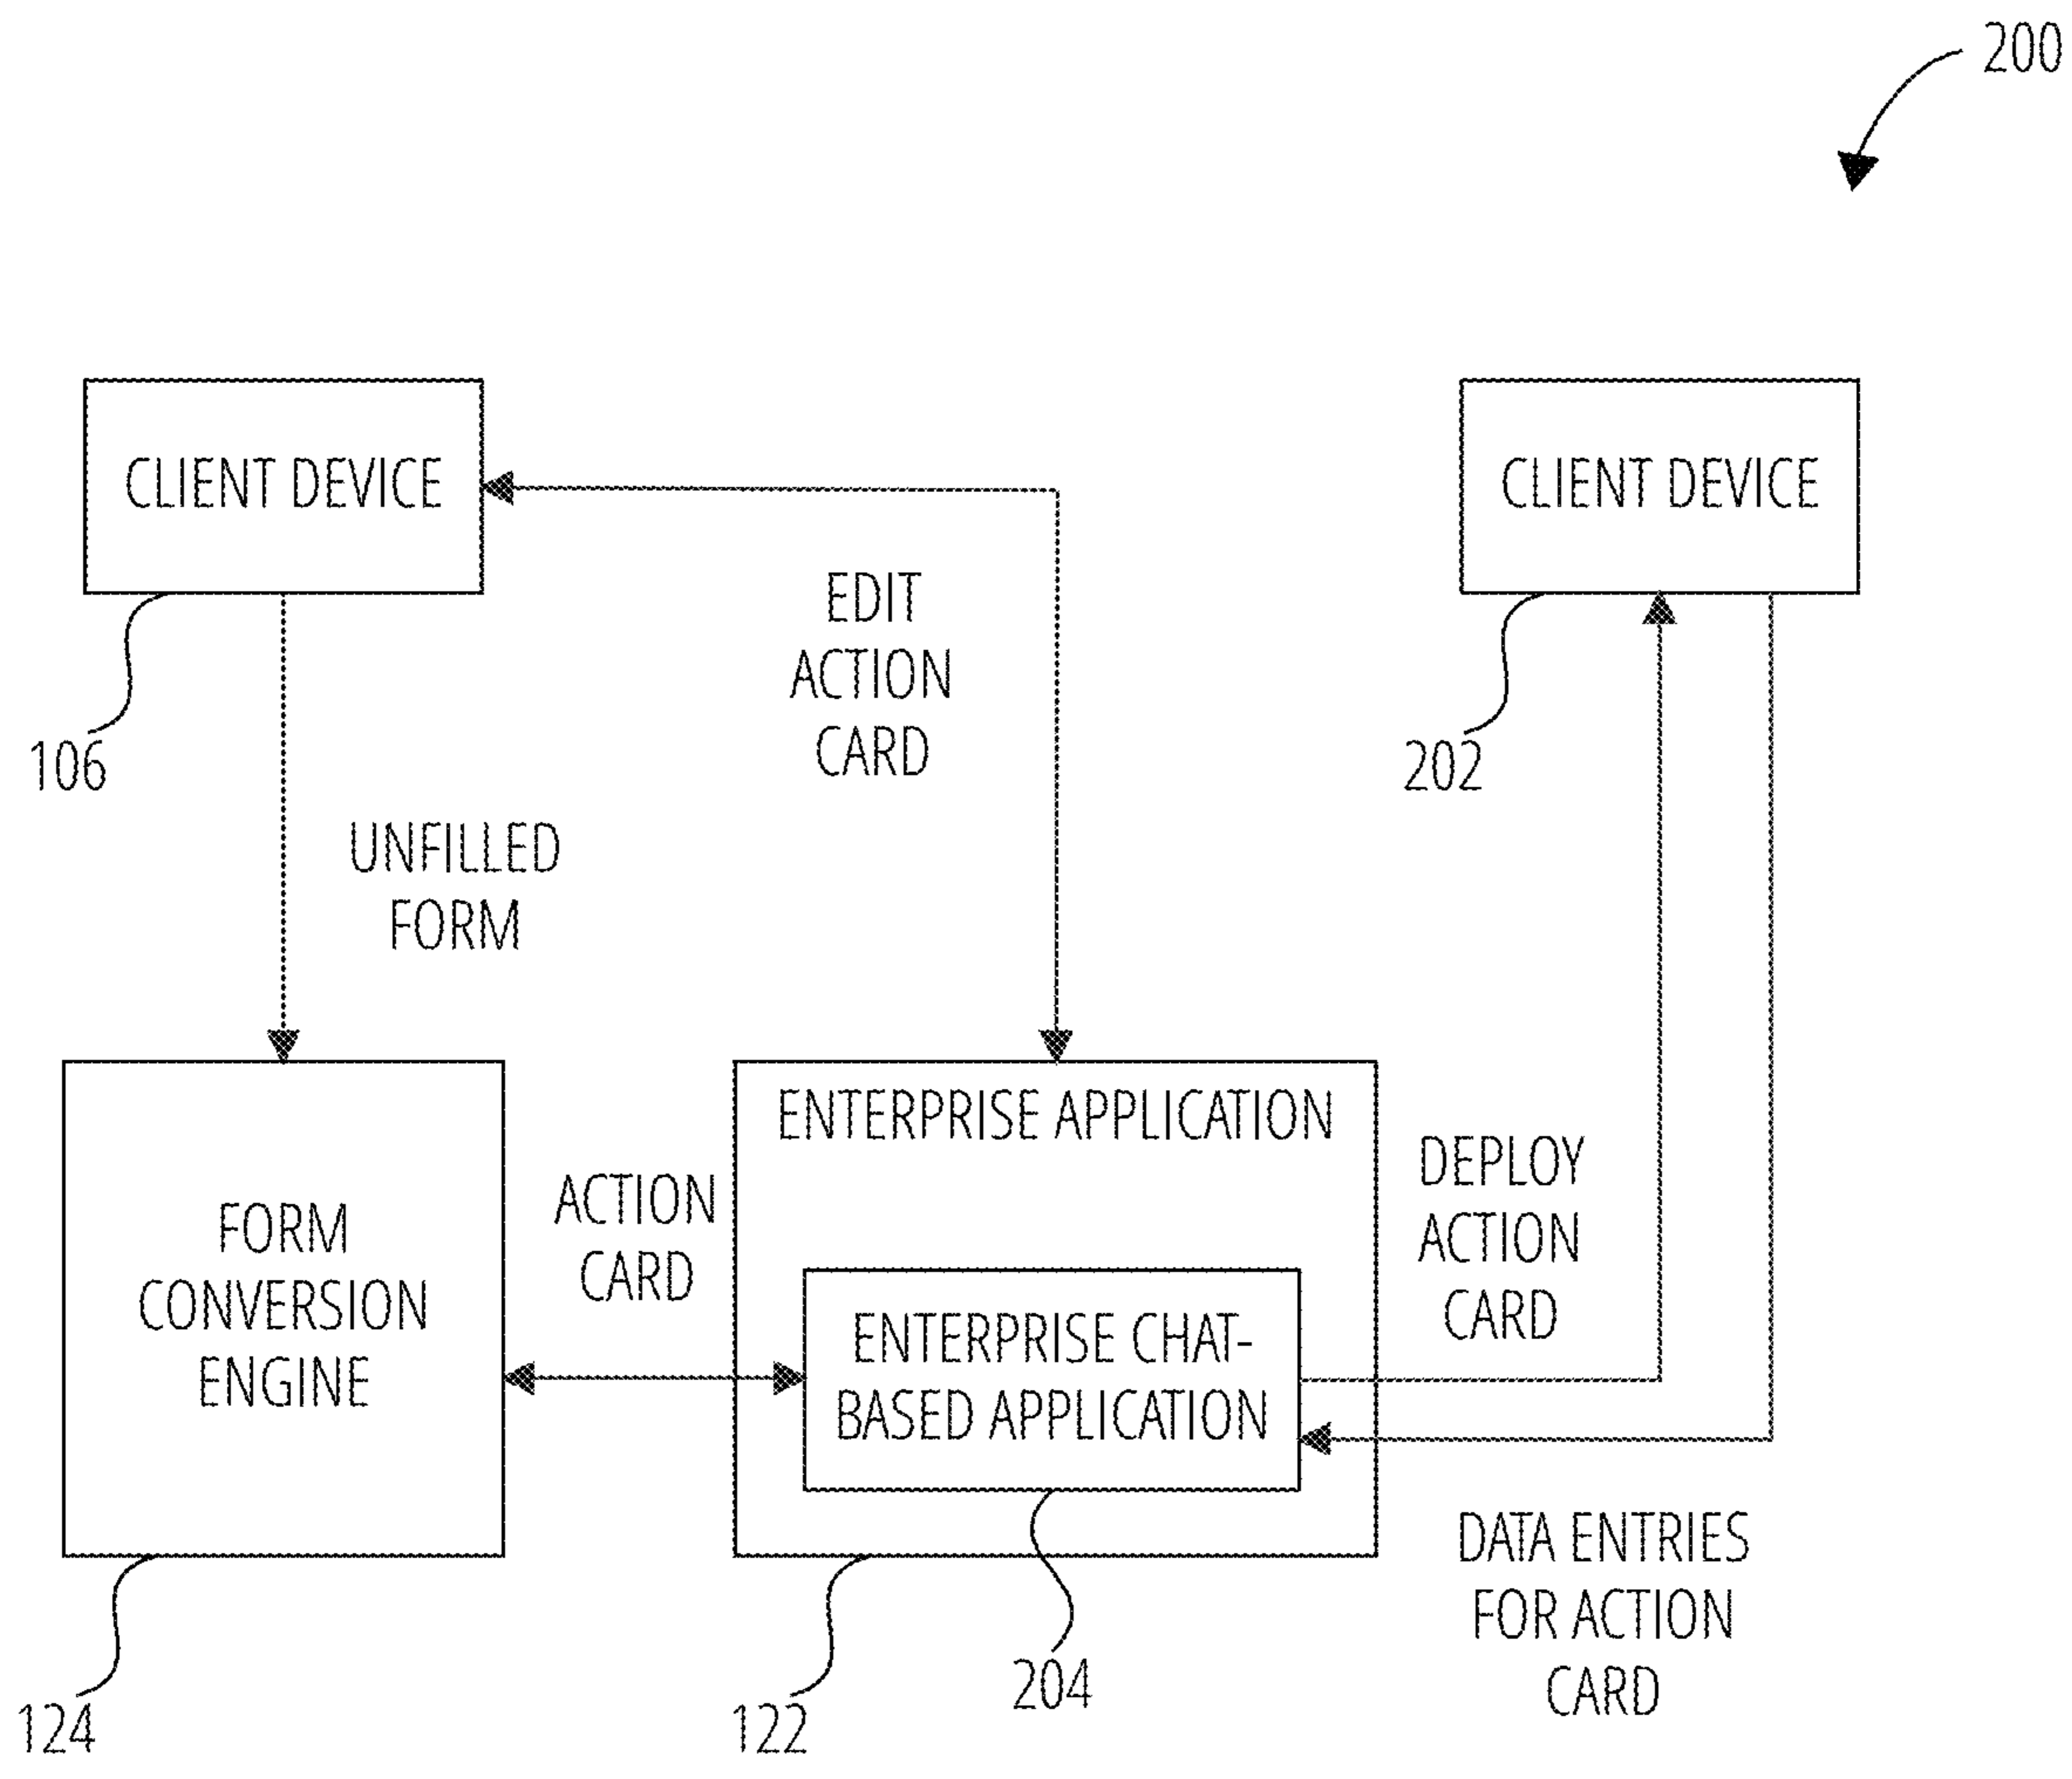 200
CLIENT DEVICE
CLIENT DEVICE
106
EDIT
ACTION
CARD
202
UNFILLED
FORM
ENTERPRISE APPLICATION
FORM
CONVERSION
ENGINE
ACTION
CARD
ENTERPRISE CHAT-
BASED APPLICATION
DEPLOY
ACTION
CARD
DATA ENTRIES
FOR ACTION
CARD
124
122
204